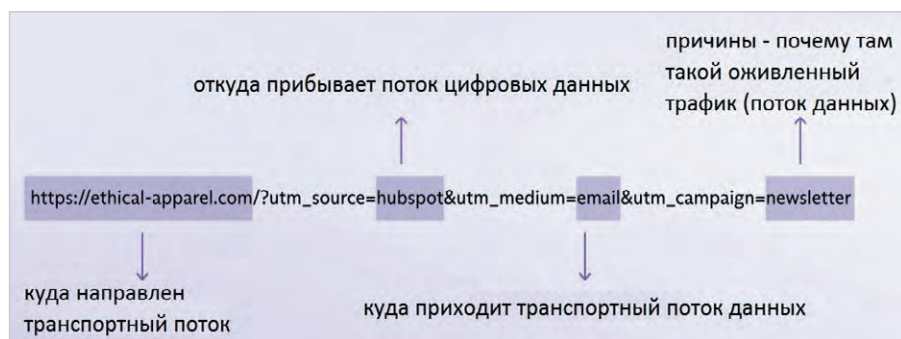 причины - почему там
такой оживленный
трафик (поток данных)
откуда прибывает поток цифровых данных
https://ethical-apparel.com/?utm_source=hubspot&utm_medium=email&utm_campaign=newsletter
куда направлен
транспортный поток
куда приходит транспортный поток данных